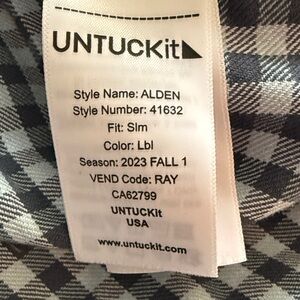 UNTUCKit
Style Name: ALDEN
Style Number: 41632
Fit: Slm
Color: Lbl
Season: 2023 FALL 1
VEND Code: RAY
CA62799
UNTUCKit
USA
www.untuckit.com